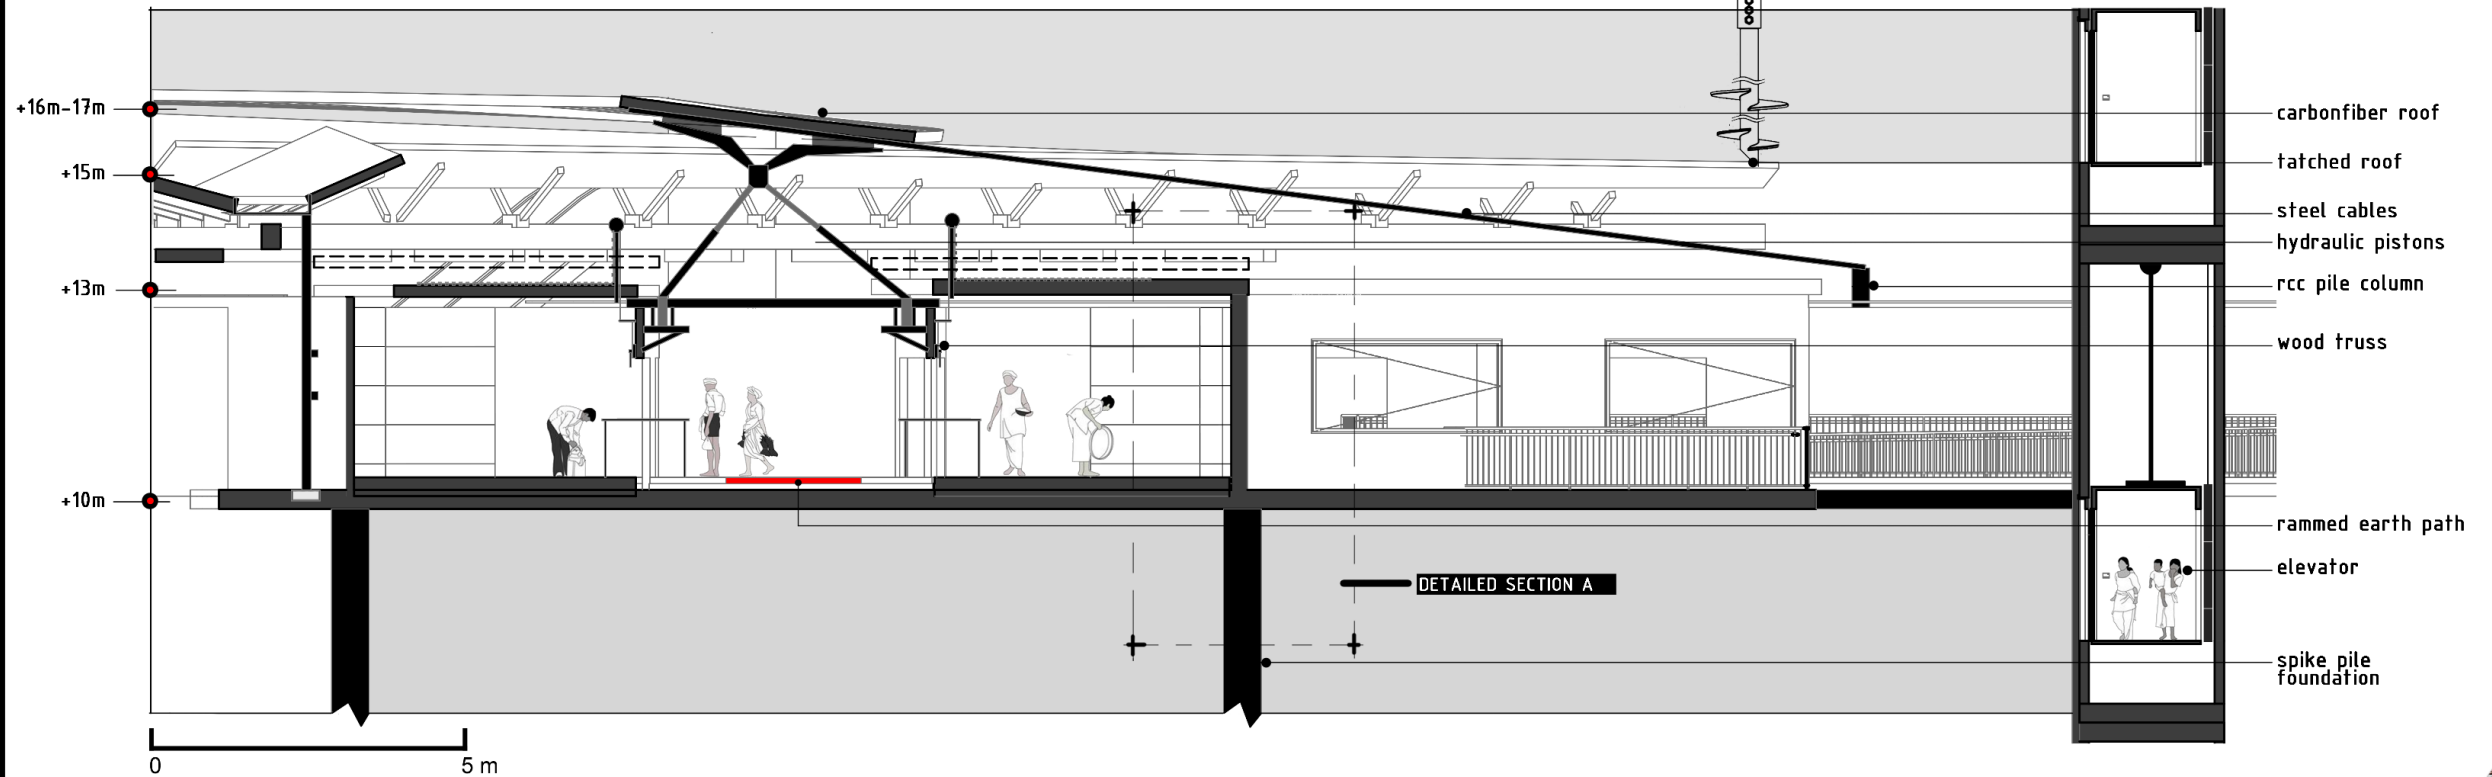 +16m-17m
+15m
+13m
+10m
carbonfiber roof
tatched roof
steel cables
hydraulic pistons
rcc pile column
wood truss
rammed earth path
elevator
spike pile
foundation
DETAILED SECTION A
0 5 m